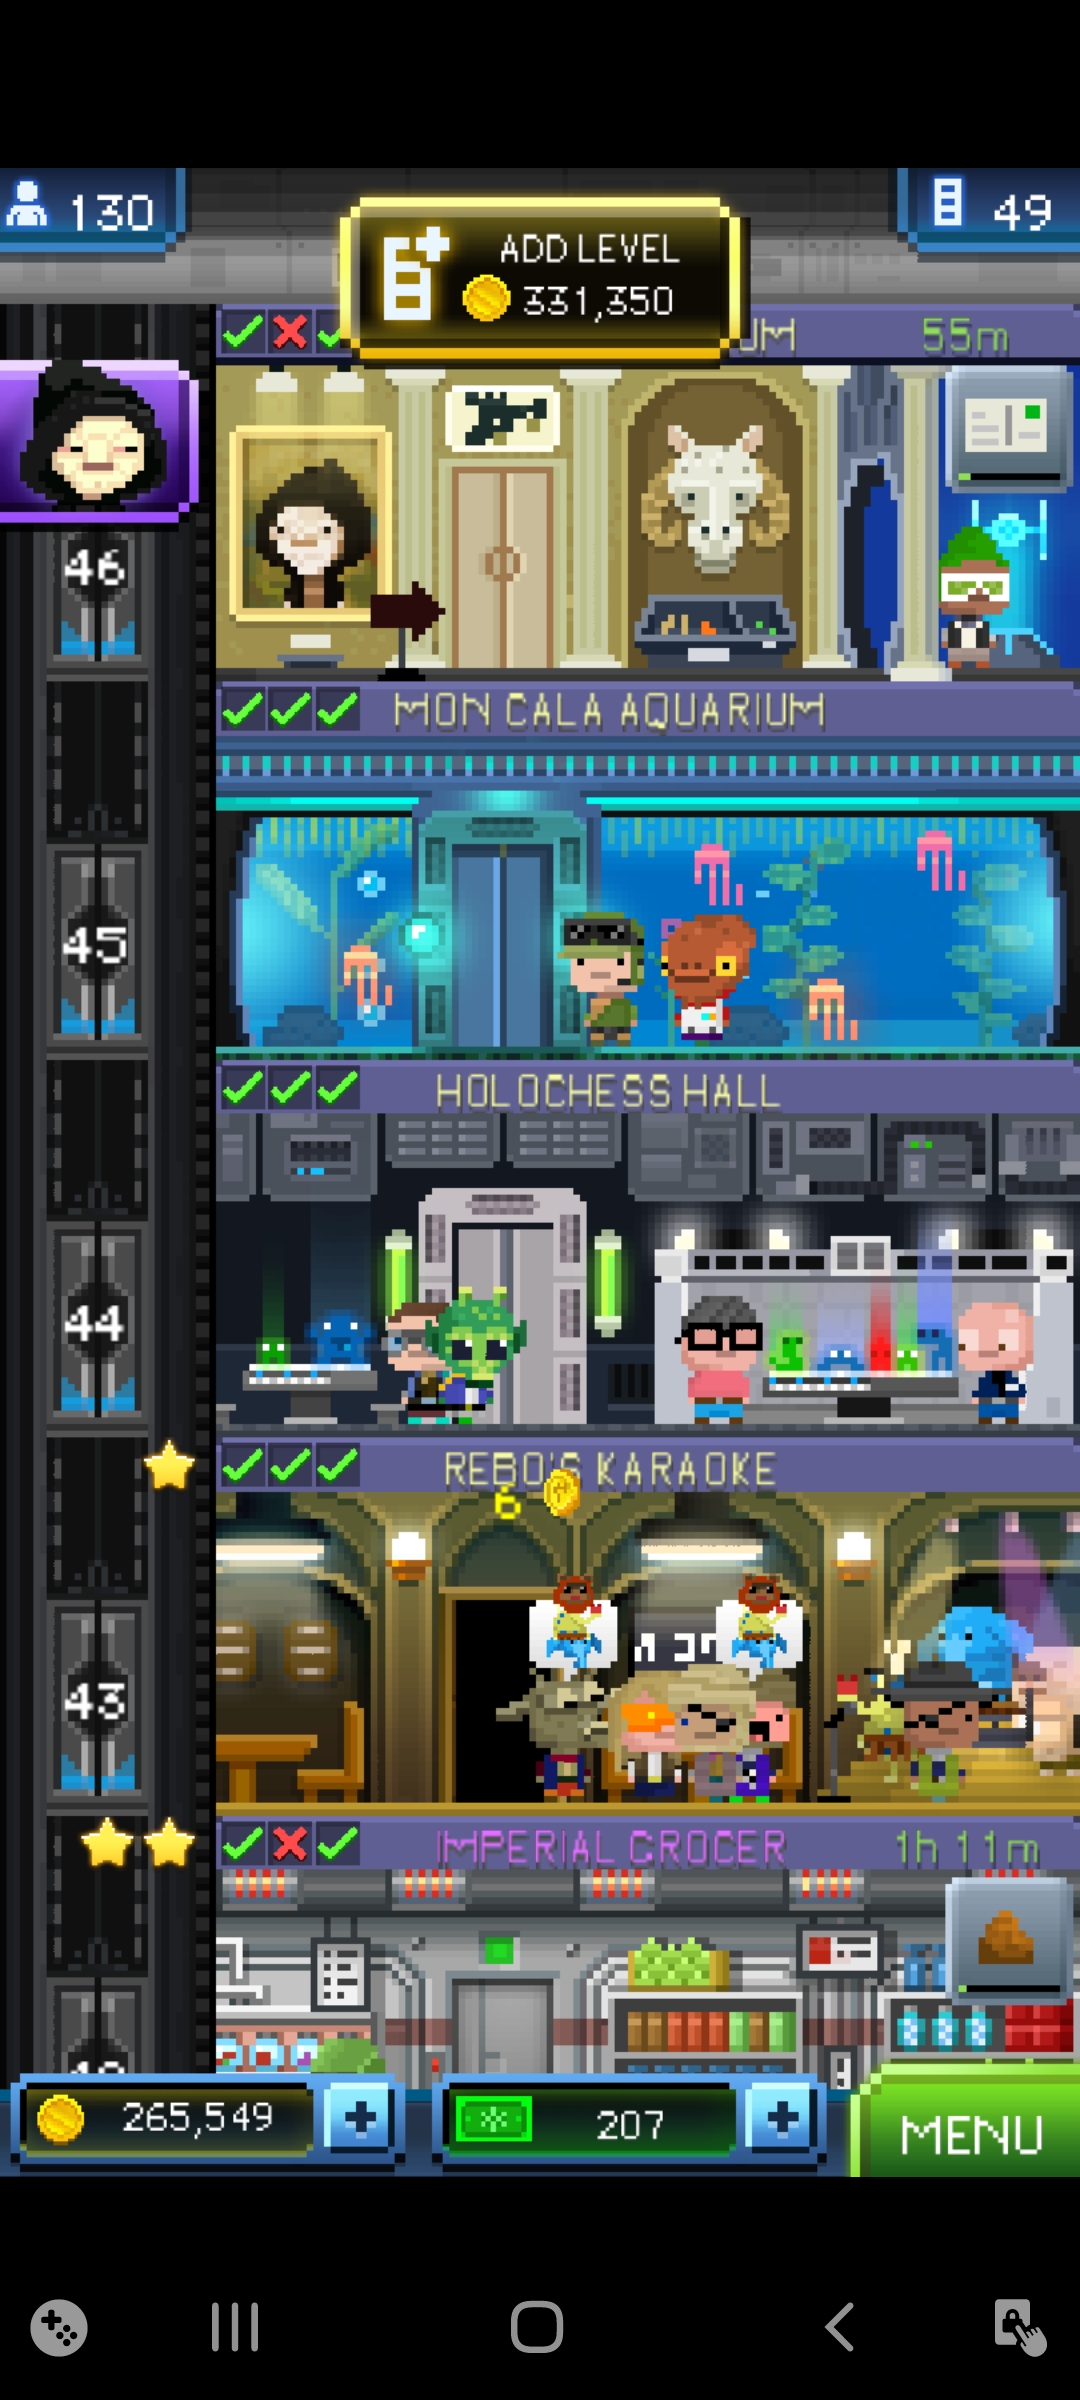 130
ADD LEVEL
331,350
49
UM
55m
46
MON CALA AQUARIUM
45
HOLOCHESS HALL
44
REBO'S KARAOKE
6
43
IMPERIAL GROCER
1h 11m
265,549
207
MENU